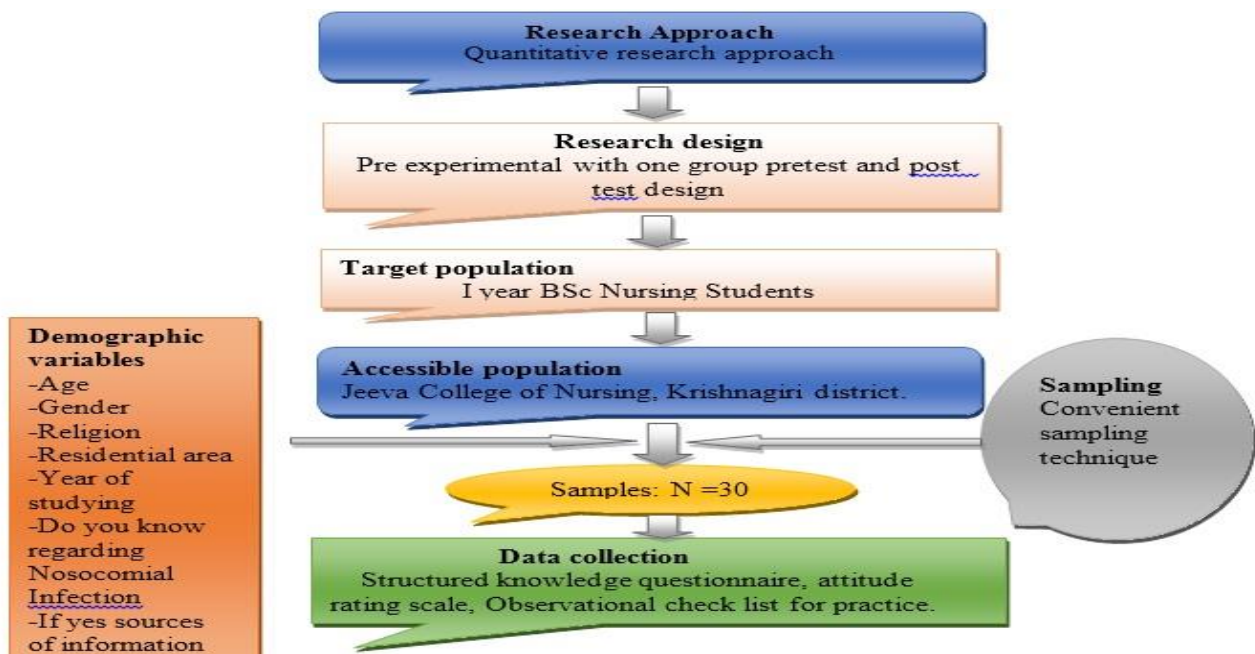 Research Approach
Quantitative research approach
Research design
Pre experimental with one group pretest and post
test design
Target population
I year BSc Nursing Students
Demographic
variables
-Age
-Gender
-Religion
-Residential area
-Year of
studying
-Do you know
regarding
Nosocomial
Infection
-If yes sources
of information
Accessible population
Jeeva College of Nursing, Krishnagiri district.
Sampling
Convenient
sampling
technique
Samples: N =30
Data collection
Structured knowledge questionnaire, attitude
rating scale, Observational check list for practice.